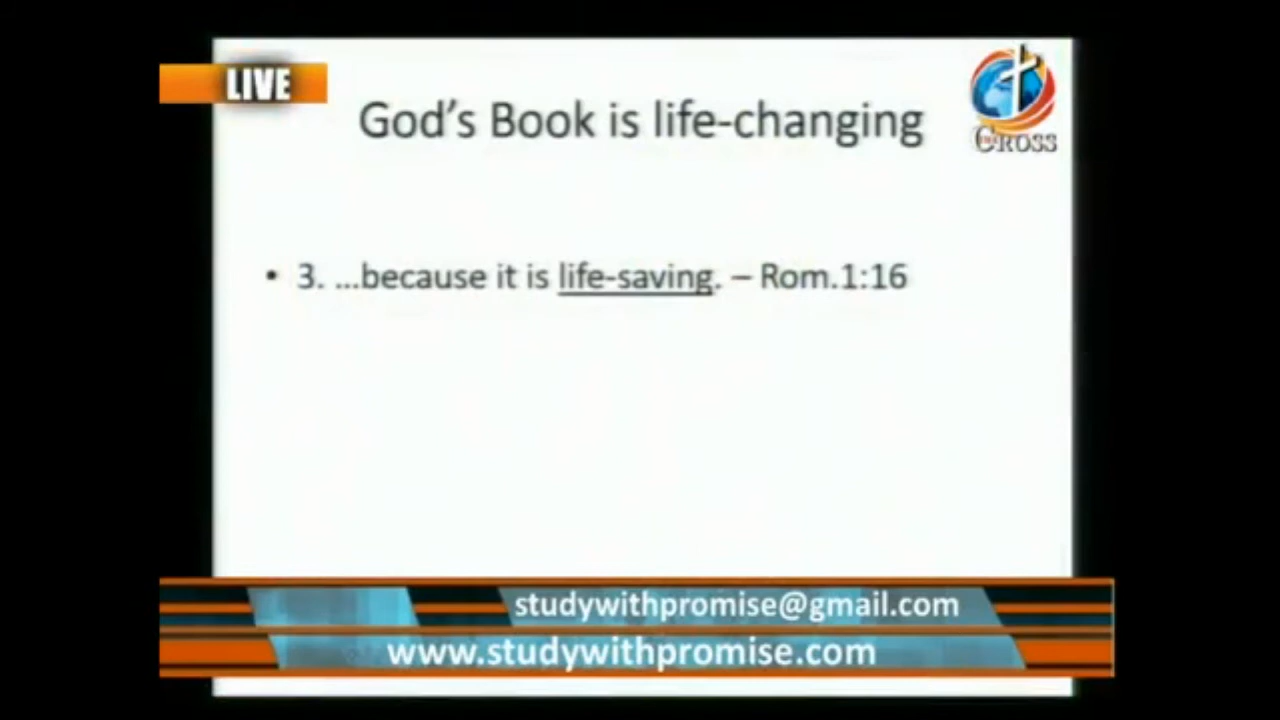 LIVE
God's Book is life-changing
CROSS
• 3. ...because it is life-saving. – Rom.1:16
studywithpromise@gmail.com
www.studywithpromise.com